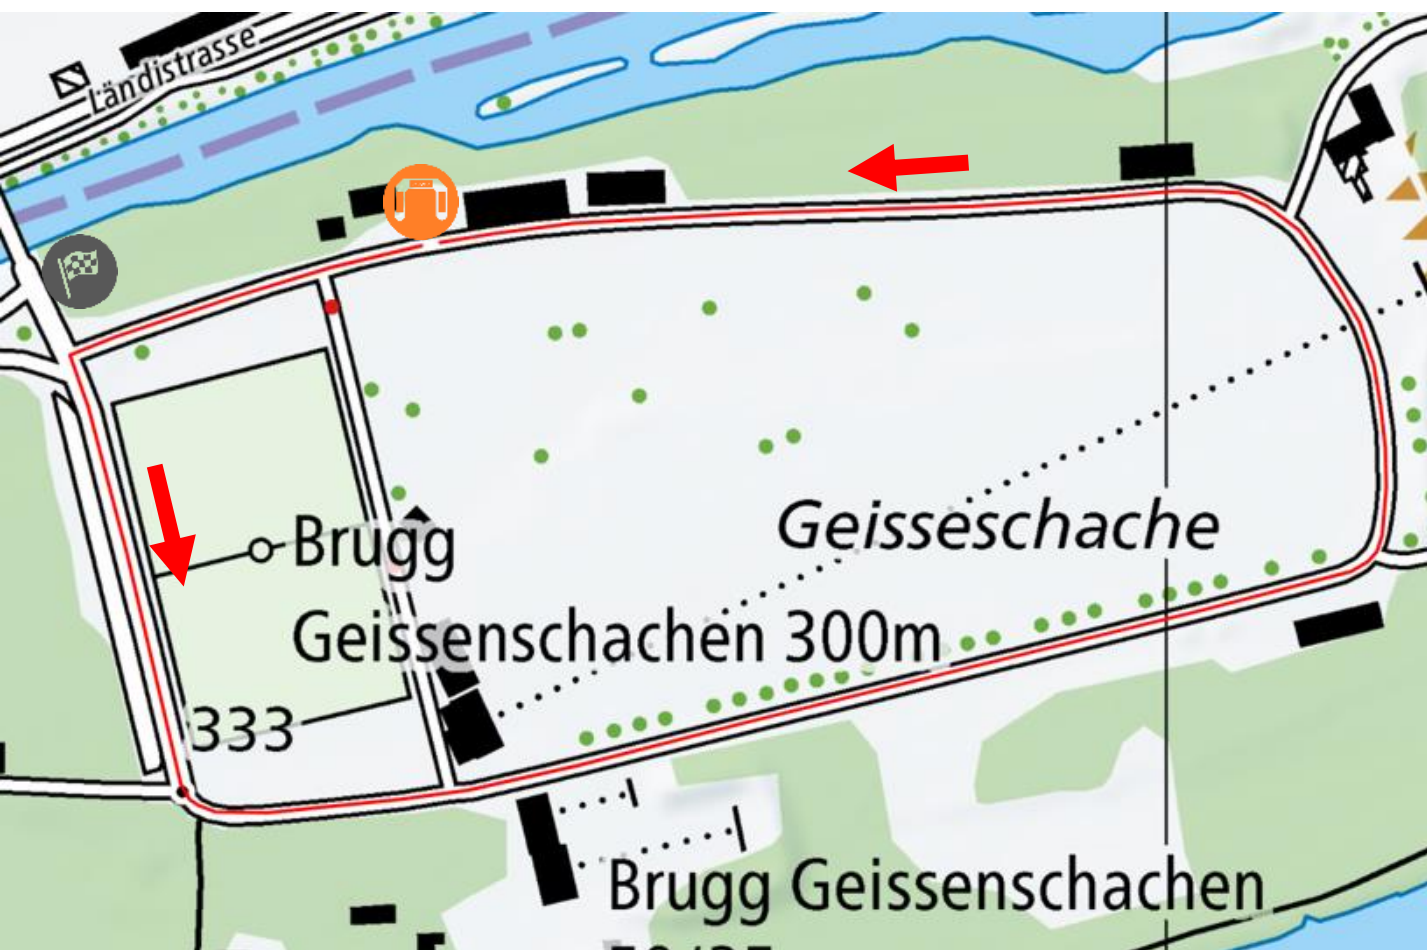 Ländistrasse
Geisseschache
Brugg
Geissenschachen 300m
333
Brugg Geissenschachen